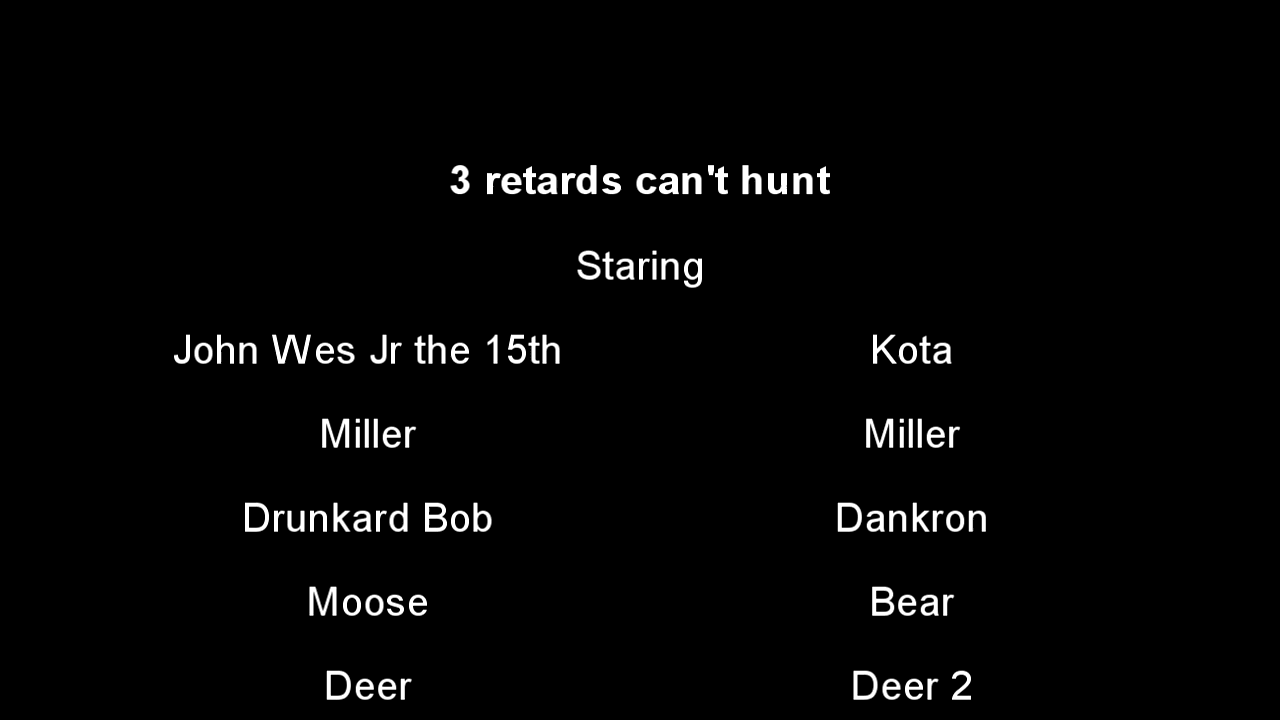 3 retards can't hunt
Staring
John Wes Jr the 15th Kota
Miller Miller
Drunkard Bob Dankron
Moose Bear
Deer Deer 2